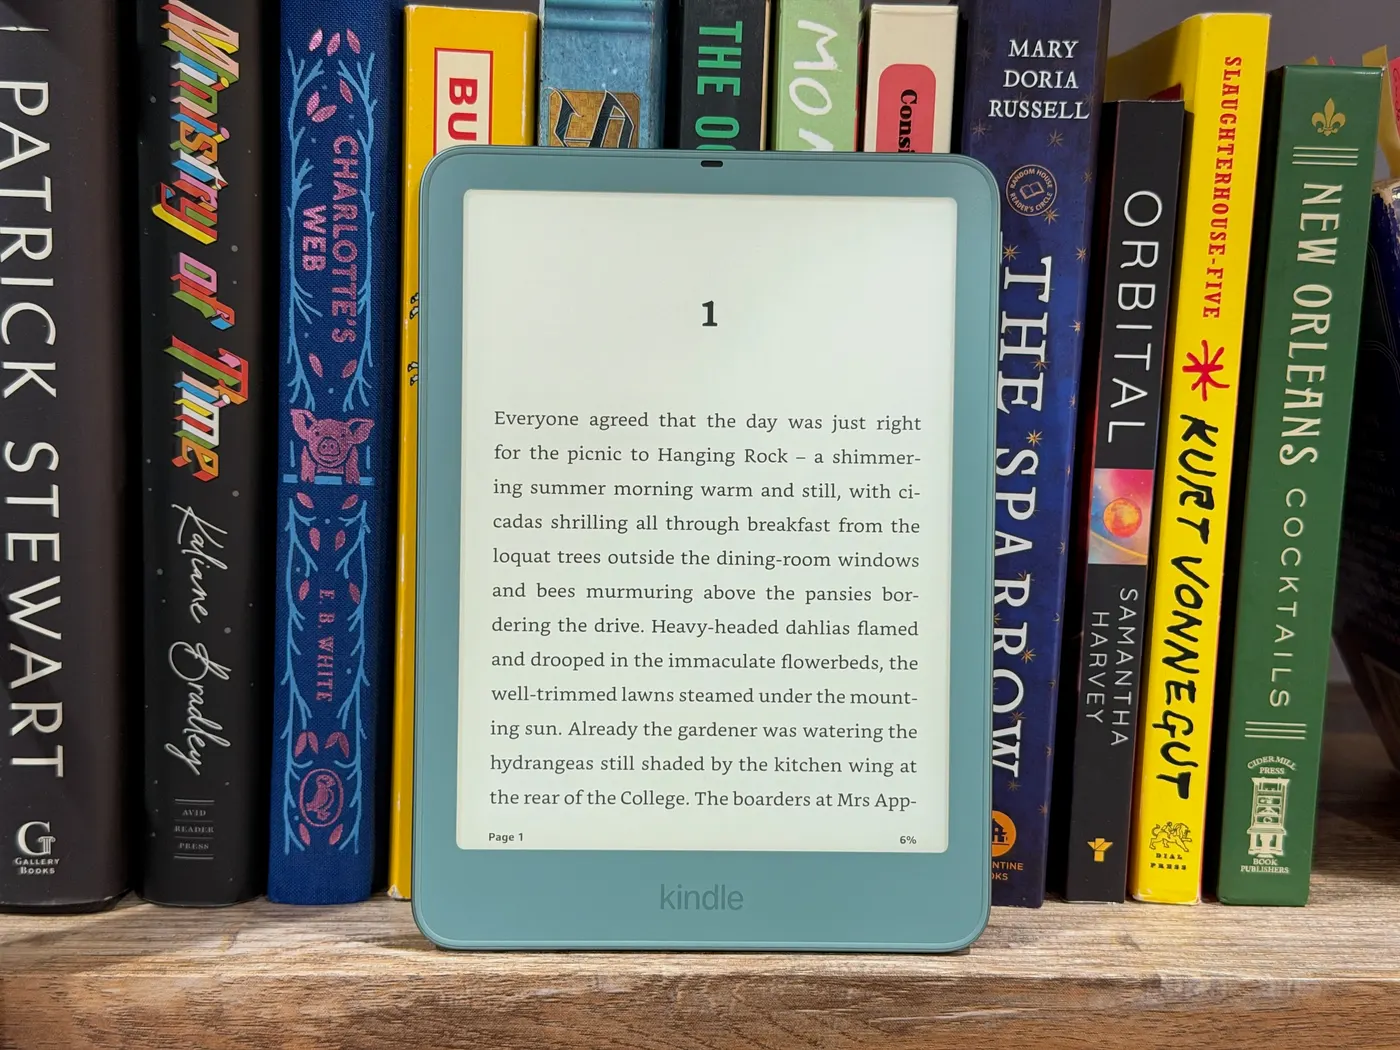 PATRICK STEWART
G
GALLERY
BOOKS
Ministry of Time
Kaliane Bradley
AVID
READER
PRESS
CHARLOTTE'S
WEB
E. B. WHITE
BU
THE
MO
Consi
MARY
DORIA
RUSSELL
RANDOM HOUSE
READER'S CIRCLE
THE SPARROW
ORBITAL
SAMANTHA
HARVEY
SLAUGHTERHOUSE-FIVE
KURT VONNEGUT
DIAL
PRESS
NEW ORLEANS COCKTAILS
CIDER MILL
PRESS
BOOK
PUBLISHERS
1
Everyone agreed that the day was just right
for the picnic to Hanging Rock – a shimmer-
ing summer morning warm and still, with ci-
cadas shrilling all through breakfast from the
loquat trees outside the dining-room windows
and bees murmuring above the pansies bor-
dering the drive. Heavy-headed dahlias flamed
and drooped in the immaculate flowerbeds, the
well-trimmed lawns steamed under the mount-
ing sun. Already the gardener was watering the
hydrangeas still shaded by the kitchen wing at
the rear of the College. The boarders at Mrs App-
Page 1
6%
kindle